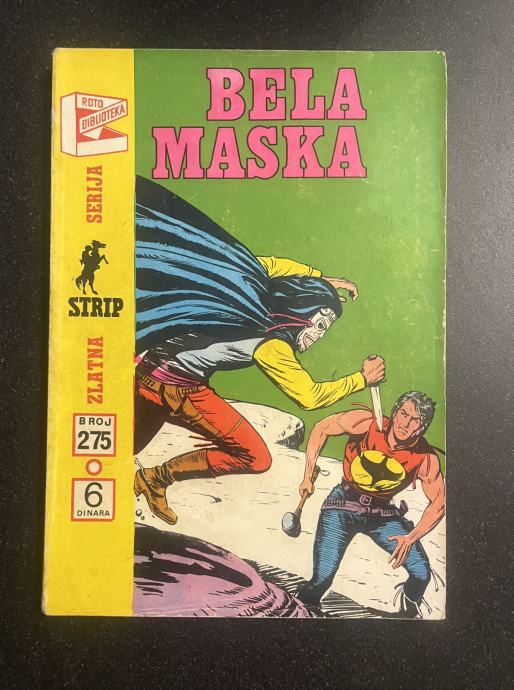 BELA
MASKA
ROTO
BIBLIOTEKA
ZLATNA SERIJA
STRIP
BROJ
275
6
DINARA